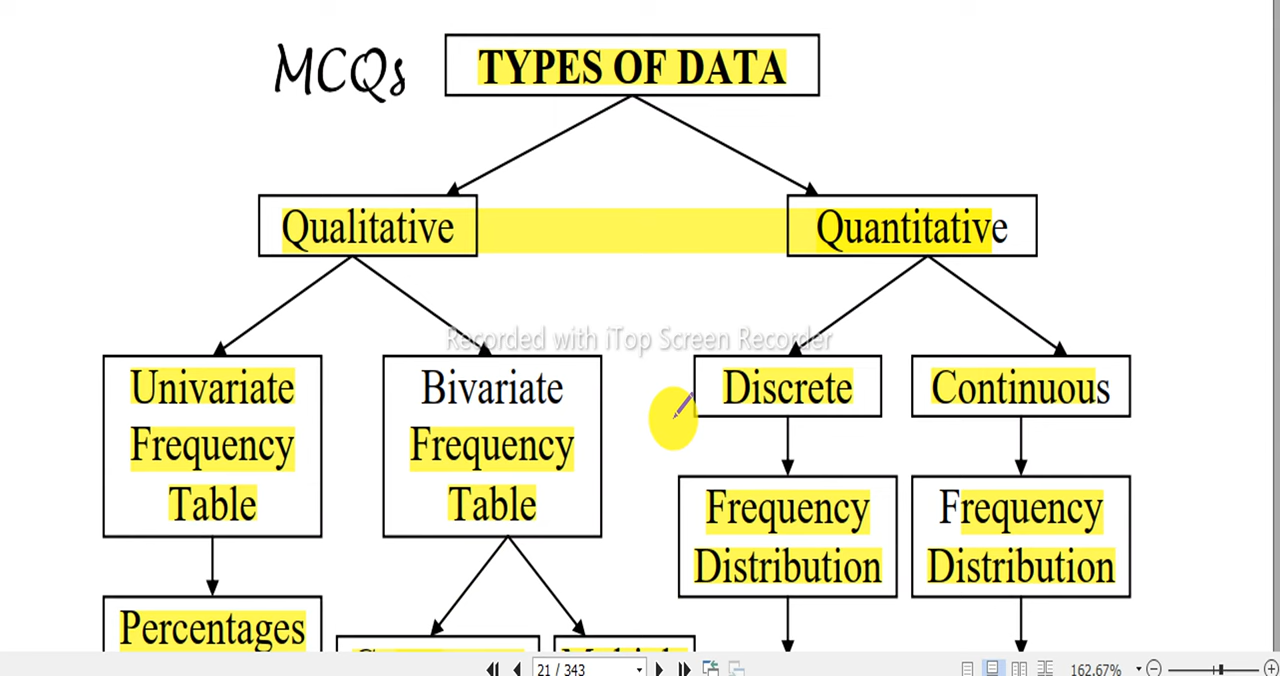 MCQs
TYPES OF DATA
Qualitative
Quantitative
Recorded with iTop Screen Recorder
Univariate
Frequency
Table
Bivariate
Frequency
Table
Discrete
Continuous
Frequency
Distribution
Frequency
Distribution
Percentages
21 / 343
162.67%